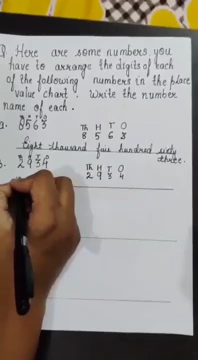 Q. Here are some numbers you
have to arrange the digits of each
of the following numbers in the place
value chart. Write the number
name of each.
a. 8563 Th H T O
8 5 6 3
Eight thousand five hundred sixty
three.
b. 2934 Th H T O
2 9 3 4